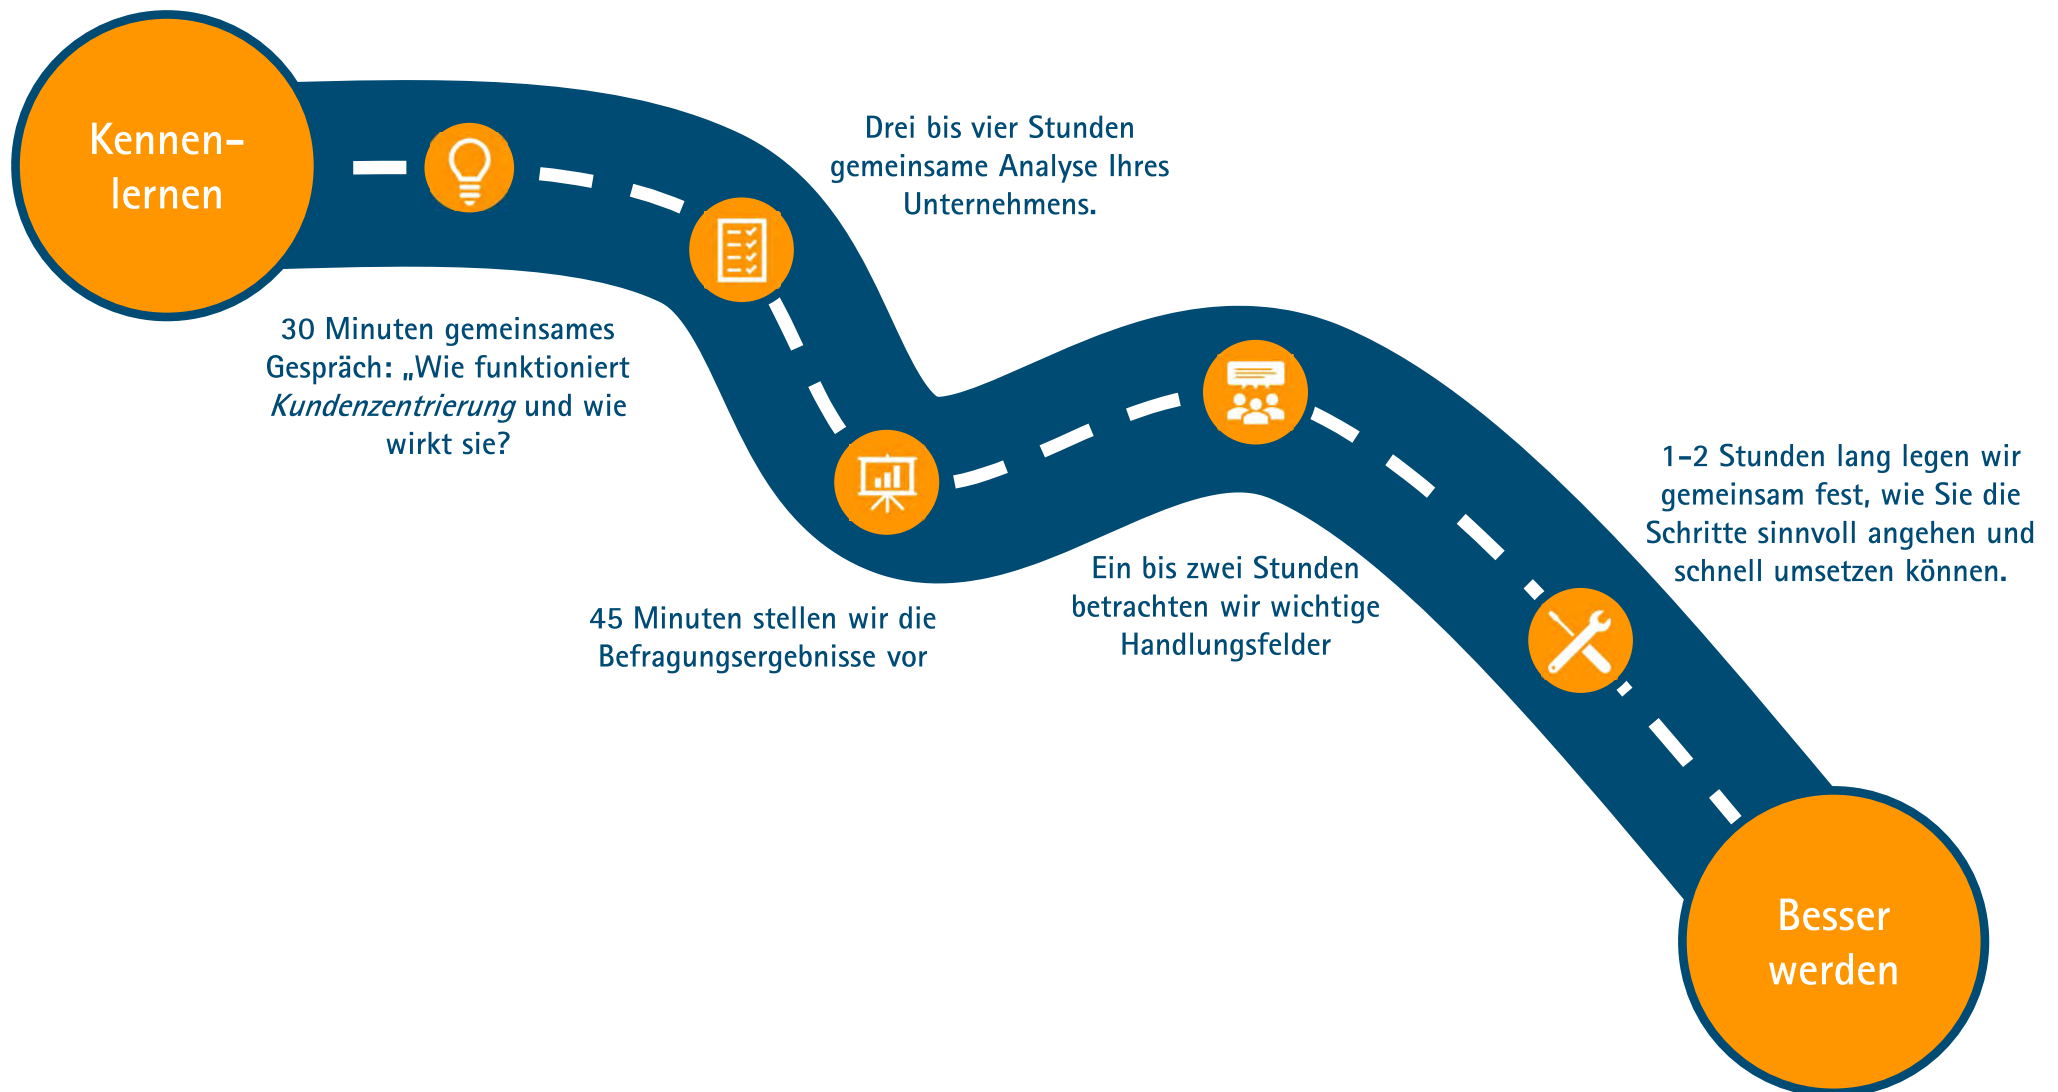 Kennen-
lernen
30 Minuten gemeinsames
Gespräch: „Wie funktioniert
Kundenzentrierung und wie
wirkt sie?
Drei bis vier Stunden
gemeinsame Analyse Ihres
Unternehmens.
45 Minuten stellen wir die
Befragungsergebnisse vor
Ein bis zwei Stunden
betrachten wir wichtige
Handlungsfelder
1-2 Stunden lang legen wir
gemeinsam fest, wie Sie die
Schritte sinnvoll angehen und
schnell umsetzen können.
Besser
werden